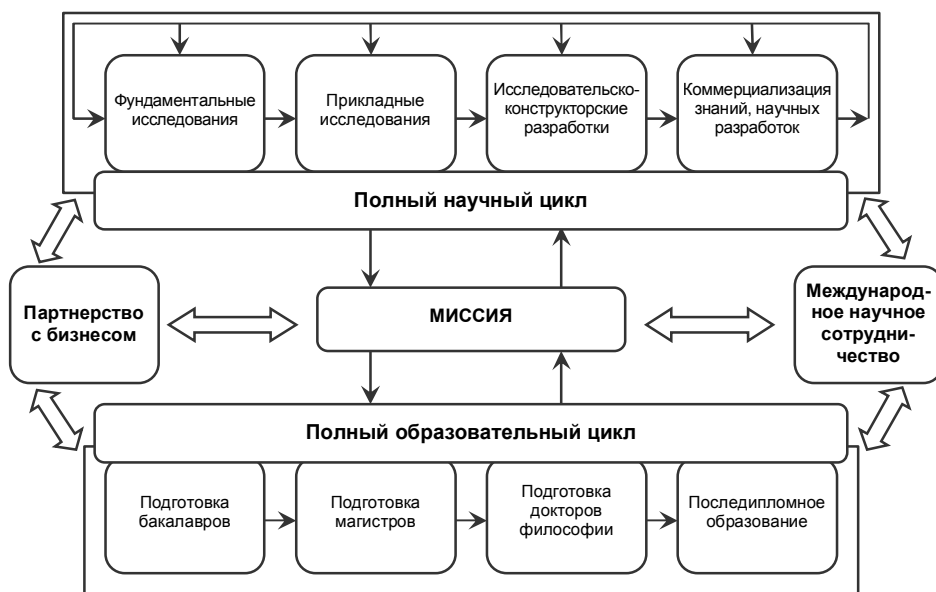 Фундаментальные
исследования
Прикладные
исследования
Исследовательско-
конструкторские
разработки
Коммерциализация
знаний, научных
разработок
Полный научный цикл
Партнерство
с бизнесом
МИССИЯ
Международ-
ное научное
сотрудни-
чество
Полный образовательный цикл
Подготовка
бакалавров
Подготовка
магистров
Подготовка
докторов
философии
Последипломное
образование